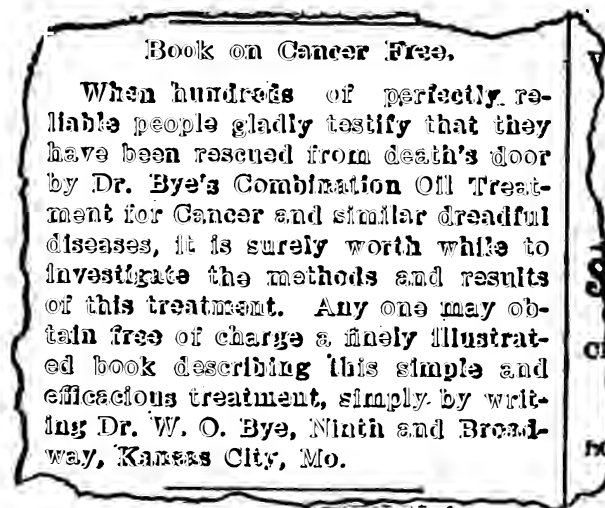 Book on Cancer Free.
When hundreds of perfectly re-
liable people gladly testify that they
have been rescued from death's door
by Dr. Bye's Combination Oil Treat-
ment for Cancer and similar dreadful
diseases, it is surely worth while to
investigate the methods and results
of this treatment. Any one may ob-
tain free of charge a finely illustrat-
ed book describing this simple and
efficacious treatment, simply by writ-
ing Dr. W. O. Bye, Ninth and Broad-
way, Kansas City, Mo.